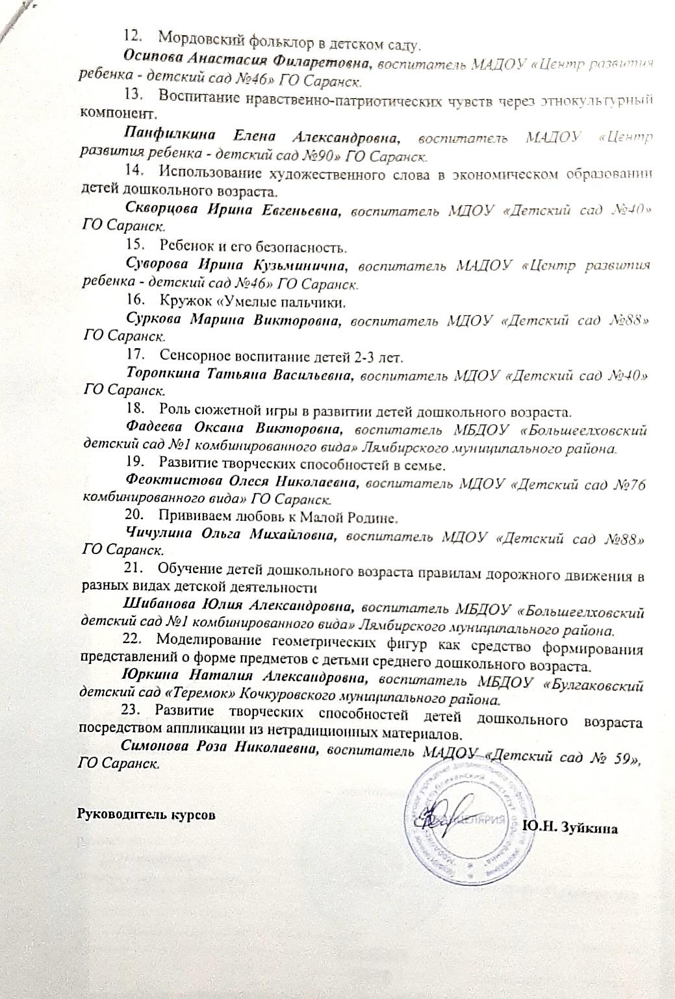 12. Мордовский фольклор в детском саду.
Осипова Анастасия Филаретовна, воспитатель МАДОУ «Центр развития
ребенка - детский сад №46» ГО Саранск.
13. Воспитание нравственно-патриотических чувств через этнокультурный
компонент.
Панфилкина Елена Александровна, воспитатель МАДОУ «Центр
развития ребенка - детский сад №90» ГО Саранск.
14. Использование художественного слова в экономическом образовании
детей дошкольного возраста.
Скворцова Ирина Евгеньевна, воспитатель МДОУ «Детский сад №40»
ГО Саранск.
15. Ребенок и его безопасность.
Суворова Ирина Кузьминична, воспитатель МАДОУ «Центр развития
ребенка - детский сад №46» ГО Саранск.
16. Кружок «Умелые пальчики.
Суркова Марина Викторовна, воспитатель МДОУ «Детский сад №88»
ГО Саранск.
17. Сенсорное воспитание детей 2-3 лет.
Торопкина Татьяна Васильевна, воспитатель МДОУ «Детский сад №40»
ГО Саранск.
18. Роль сюжетной игры в развитии детей дошкольного возраста.
Фадеева Оксана Викторовна, воспитатель МБДОУ «Большеелховский
детский сад №1 комбинированного вида» Лямбирского муниципального района.
19. Развитие творческих способностей в семье.
Феоктистова Олеся Николаевна, воспитатель МДОУ «Детский сад №76
комбинированного вида» ГО Саранск.
20. Прививаем любовь к Малой Родине.
Чичулина Ольга Михайловна, воспитатель МДОУ «Детский сад №88»
ГО Саранск.
21. Обучение детей дошкольного возраста правилам дорожного движения в
разных видах детской деятельности
Шибанова Юлия Александровна, воспитатель МБДОУ «Большеелховский
детский сад №1 комбинированного вида» Лямбирского муниципального района.
22. Моделирование геометрических фигур как средство формирования
представлений о форме предметов с детьми среднего дошкольного возраста.
Юркина Наталия Александровна, воспитатель МБДОУ «Булгаковский
детский сад «Теремок» Кочкуровского муниципального района.
23. Развитие творческих способностей детей дошкольного возраста
посредством аппликации из нетрадиционных материалов.
Симонова Роза Николаевна, воспитатель МАДОУ «Детский сад № 59»,
ГО Саранск.
Руководитель курсов
КАНЦЕЛЯРИЯ
Ю.Н. Зуйкина